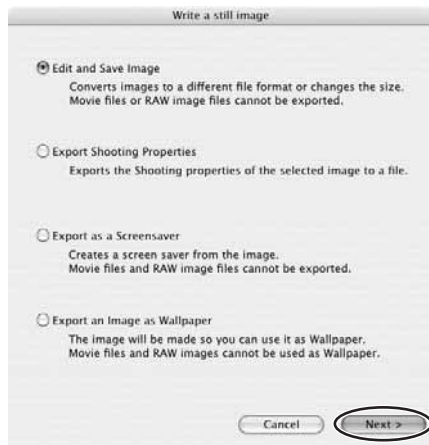 Write a still image
Edit and Save Image
Converts images to a different file format or changes the size.
Movie files or RAW image files cannot be exported.
Export Shooting Properties
Exports the Shooting properties of the selected image to a file.
Export as a Screensaver
Creates a screen saver from the image.
Movie files and RAW image files cannot be exported.
Export an Image as Wallpaper
The image will be made so you can use it as Wallpaper.
Movie files and RAW images cannot be used as Wallpaper.
Cancel Next >